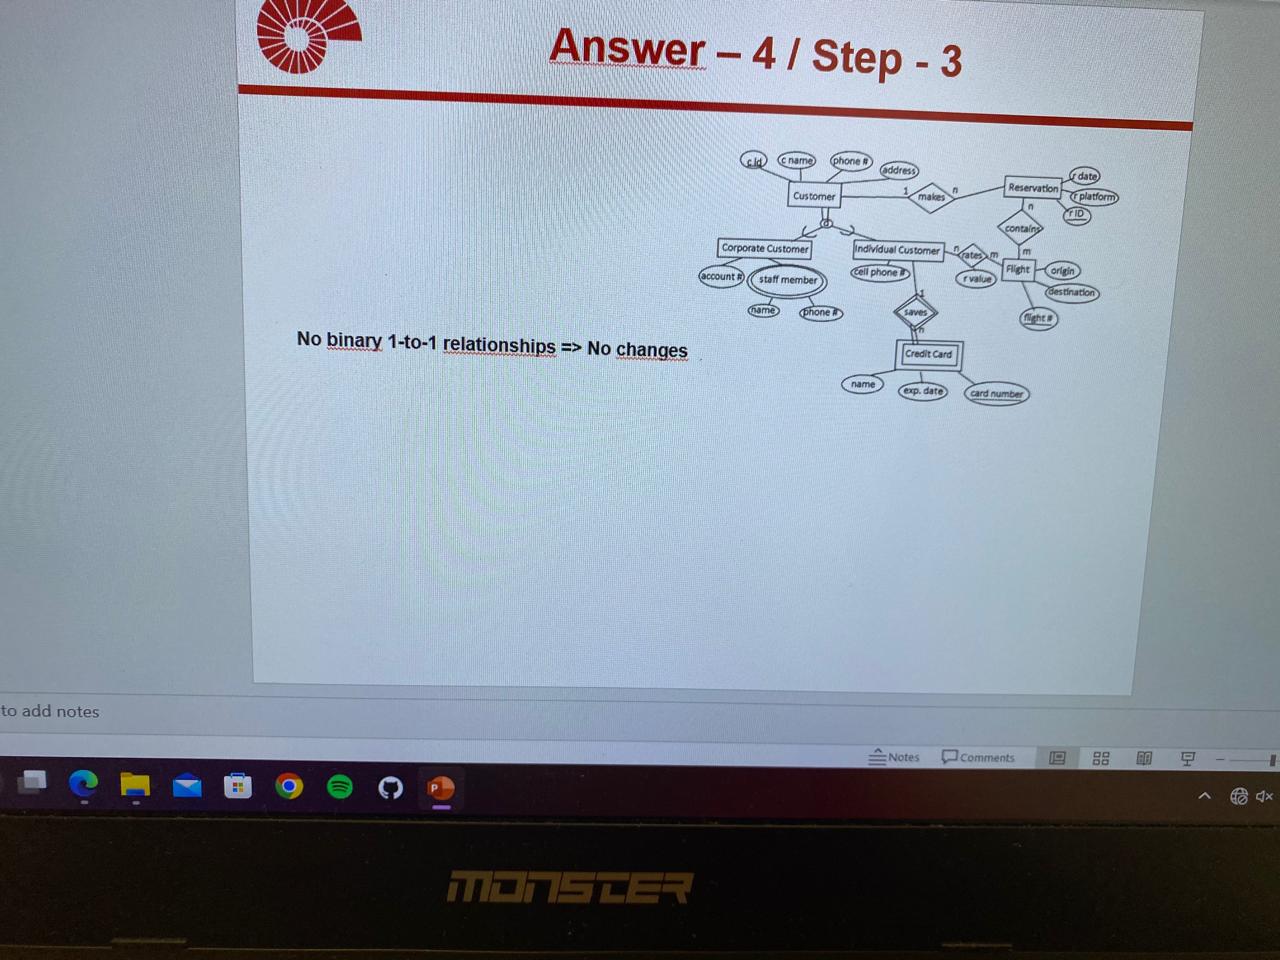 Answer – 4 / Step - 3
c id
c name
phone #
address
Customer
1
makes
n
Reservation
r date
r platform
r ID
d
n
contains
m
Corporate Customer
Individual Customer
n
rates
m
Flight
origin
destination
flight #
account #
staff member
cell phone #
r value
name
phone #
1
saves
n
No binary 1-to-1 relationships => No changes
Credit Card
name
exp. date
card number
to add notes
Notes
Comments
P
MONSTER